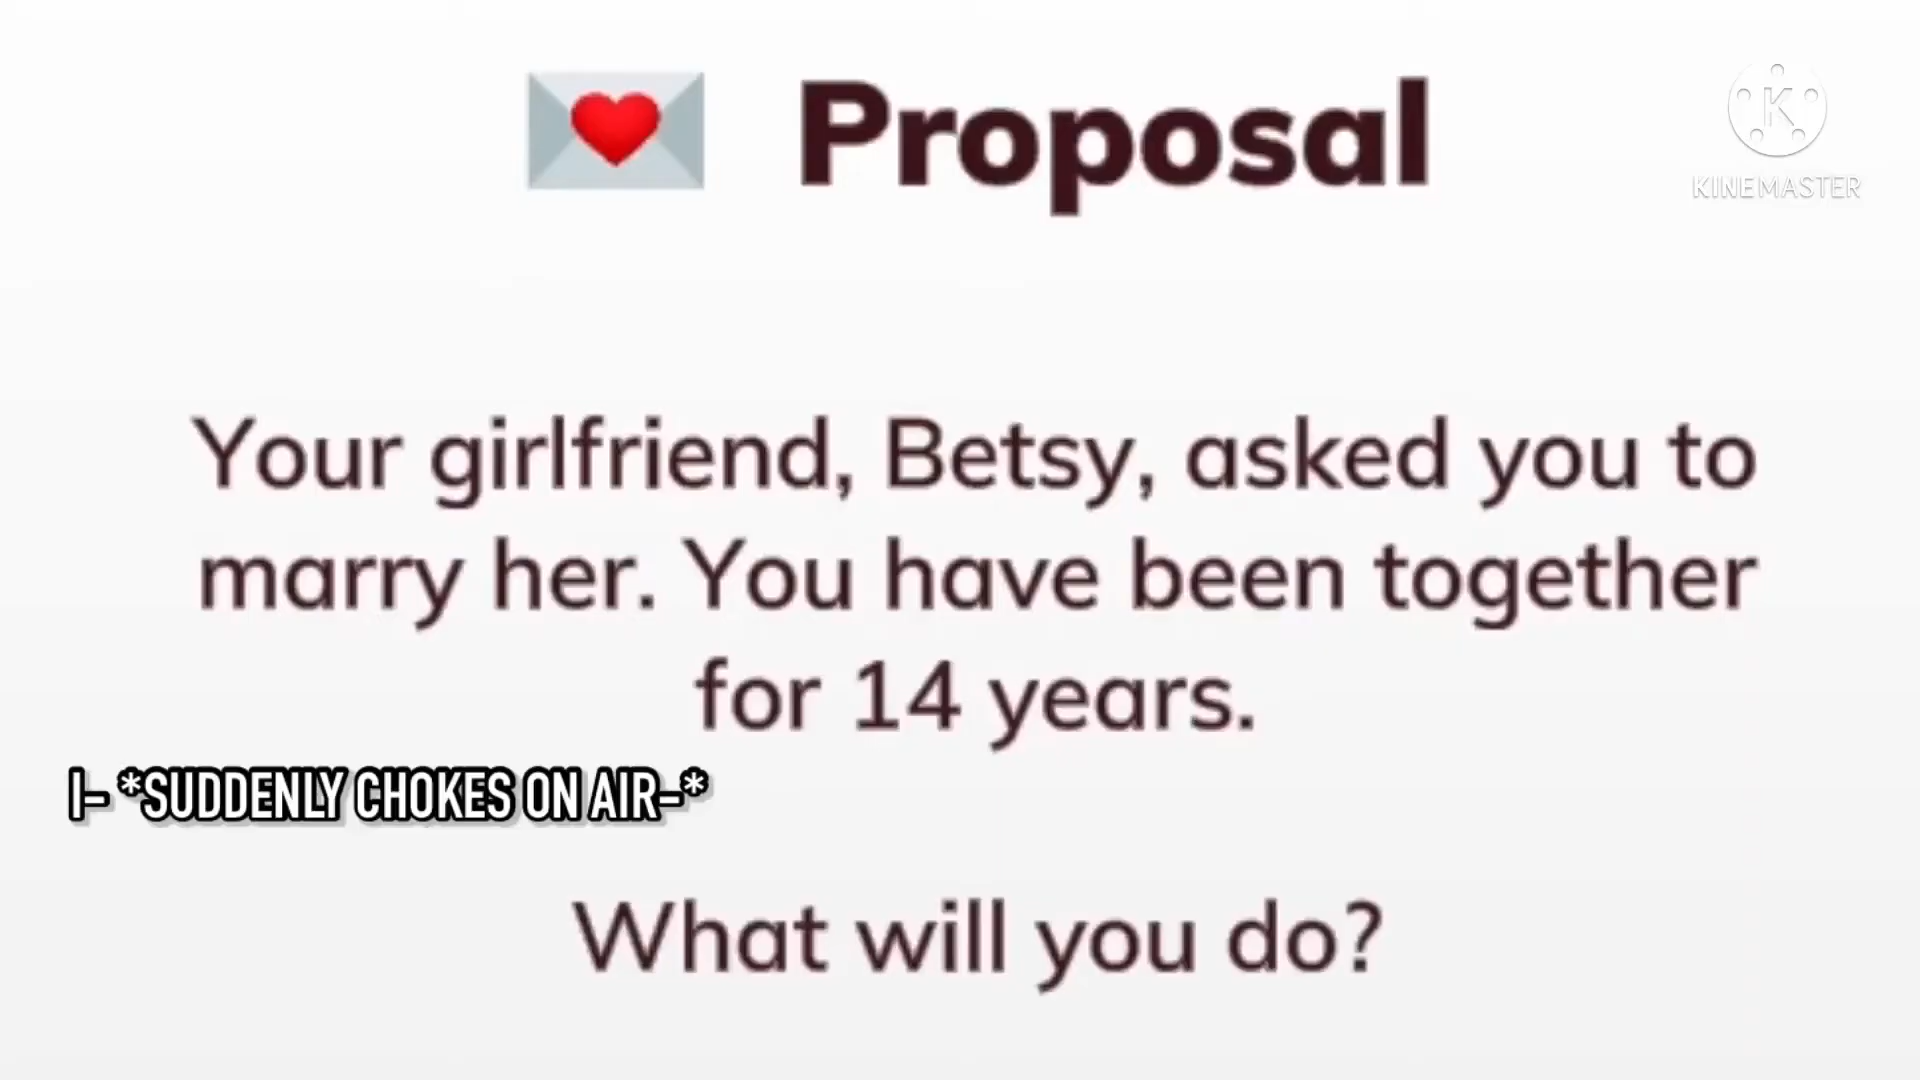 Proposal
KINEMASTER
Your girlfriend, Betsy, asked you to
marry her. You have been together
for 14 years.
I- *SUDDENLY CHOKES ON AIR-*
What will you do?